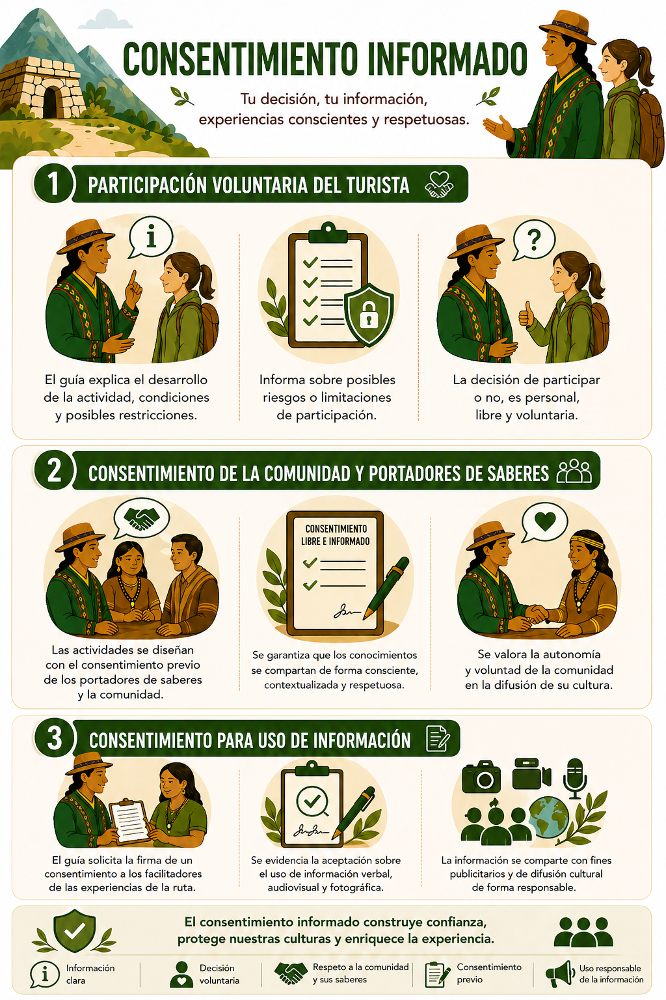 CONSENTIMIENTO INFORMADO
Tu decisión, tu información,
experiencias conscientes y respetuosas.
1 PARTICIPACIÓN VOLUNTARIA DEL TURISTA
i
?
El guía explica el desarrollo
de la actividad, condiciones
y posibles restricciones.
Informa sobre posibles
riesgos o limitaciones
de participación.
La decisión de participar
o no, es personal,
libre y voluntaria.
2 CONSENTIMIENTO DE LA COMUNIDAD Y PORTADORES DE SABERES
CONSENTIMIENTO
LIBRE E INFORMADO
Las actividades se diseñan
con el consentimiento previo
de los portadores de saberes
y la comunidad.
Se garantiza que los conocimientos
se compartan de forma consciente,
contextualizada y respetuosa.
Se valora la autonomía
y voluntad de la comunidad
en la difusión de su cultura.
3 CONSENTIMIENTO PARA USO DE INFORMACIÓN
El guía solicita la firma de un
consentimiento a los facilitadores
de las experiencias de la ruta.
Se evidencia la aceptación sobre
el uso de información verbal,
audiovisual y fotográfica.
La información se comparte con fines
publicitarios y de difusión cultural
de forma responsable.
El consentimiento informado construye confianza,
protege nuestras culturas y enriquece la experiencia.
i
Información
clara
Decisión
voluntaria
Respeto a la comunidad
y sus saberes
Consentimiento
previo
Uso responsable
de la información